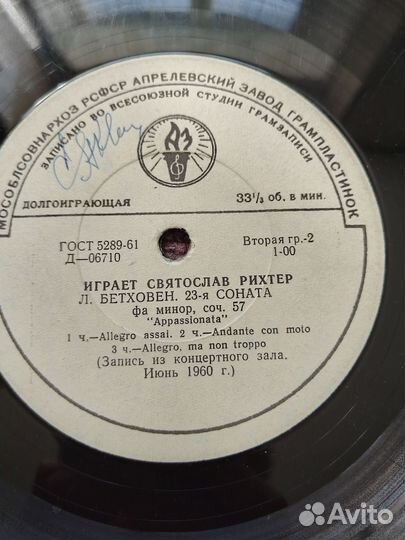 МОСОБЛСОВНАРХОЗ РСФСР АПРЕЛЕВСКИЙ ЗАВОД ГРАМПЛАСТИНОК
ЗАПИСАНО ВО ВСЕСОЮЗНОЙ СТУДИИ ГРАМЗАПИСИ
АЗ
ДОЛГОИГРАЮЩАЯ 33⅓ об. в мин.
ГОСТ 5289-61 Вторая гр.-2
Д—06710 1-00
ИГРАЕТ СВЯТОСЛАВ РИХТЕР
Л. БЕТХОВЕН. 23-я СОНАТА
фа минор, соч. 57
"Appassionata"
1 ч.—Allegro assai. 2 ч.—Andante con moto
3 ч.—Allegro, ma non troppo
(Запись из концертного зала.
Июнь 1960 г.)
Avito